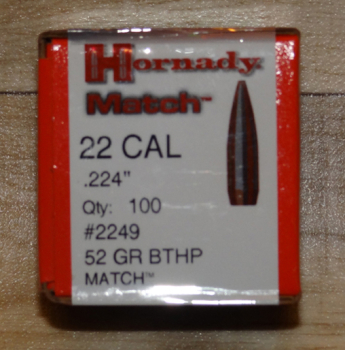 Hornady
Match™
22 CAL
.224"
Qty: 100
#2249
52 GR BTHP
MATCH™